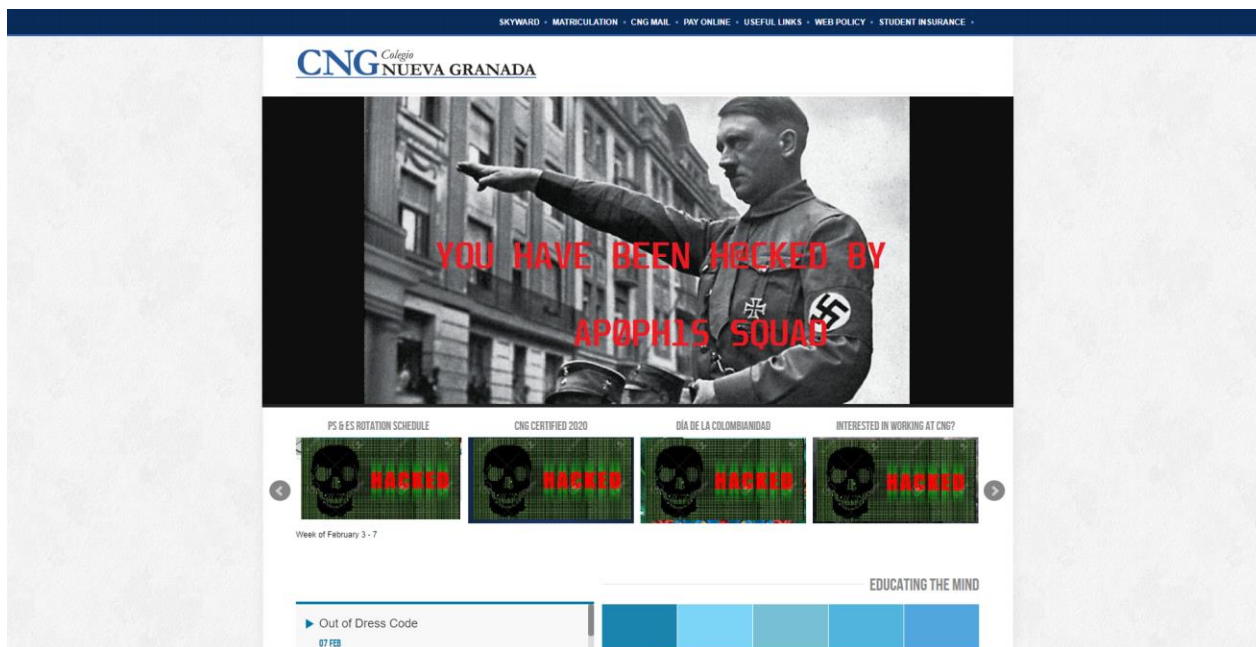 SKYWARD • MATRICULATION • CNG MAIL • PAY ONLINE • USEFUL LINKS • WEB POLICY • STUDENT INSURANCE •
CNG Colegio
NUEVA GRANADA
YOU HAVE BEEN H@CKED BY
APØPH1S SQUAD
PS & ES ROTATION SCHEDULE
CNG CERTIFIED 2020
DÍA DE LA COLOMBIANIDAD
INTERESTED IN WORKING AT CNG?
HACKED
HACKED
HACKED
HACKED
Week of February 3 - 7
EDUCATING THE MIND
Out of Dress Code
07 FEB